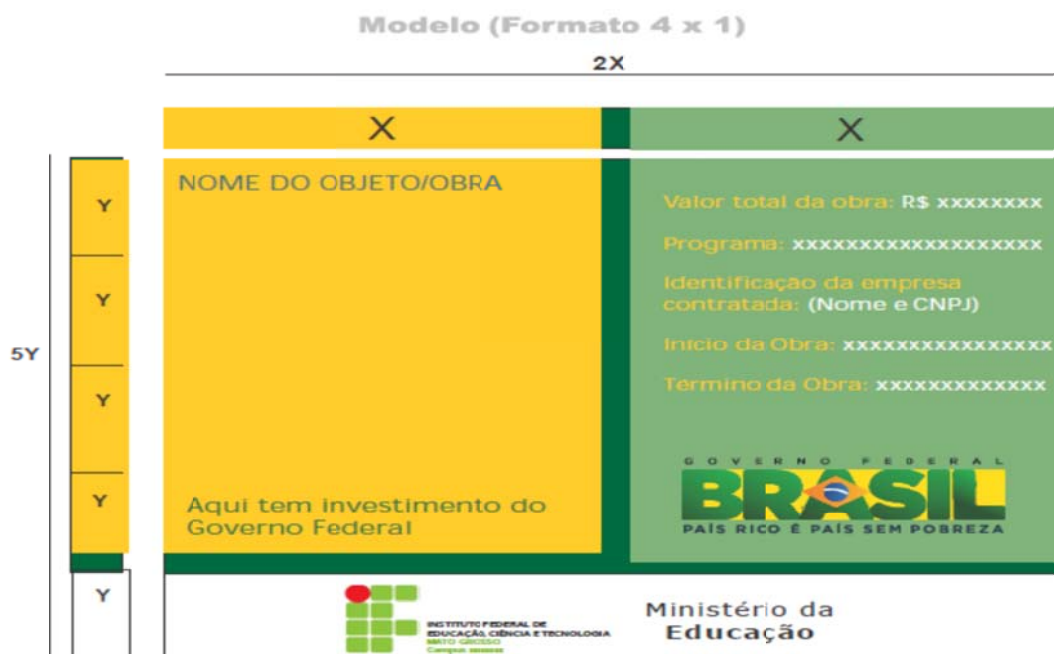 Modelo (Formato 4 x 1)
2X
X
X
5Y
Y
Y
Y
Y
Y
NOME DO OBJETO/OBRA
Aqui tem investimento do
Governo Federal
Valor total da obra: R$ xxxxxxxx
Programa: xxxxxxxxxxxxxxxxxxx
Identificação da empresa
contratada: (Nome e CNPJ)
Início da Obra: xxxxxxxxxxxxxxxx
Término da Obra: xxxxxxxxxxxxx
GOVERNO FEDERAL
BRASIL
PAÍS RICO É PAÍS SEM POBREZA
INSTITUTO FEDERAL DE
EDUCAÇÃO, CIÊNCIA E TECNOLOGIA
MATO GROSSO
Campus
Ministério da
Educação